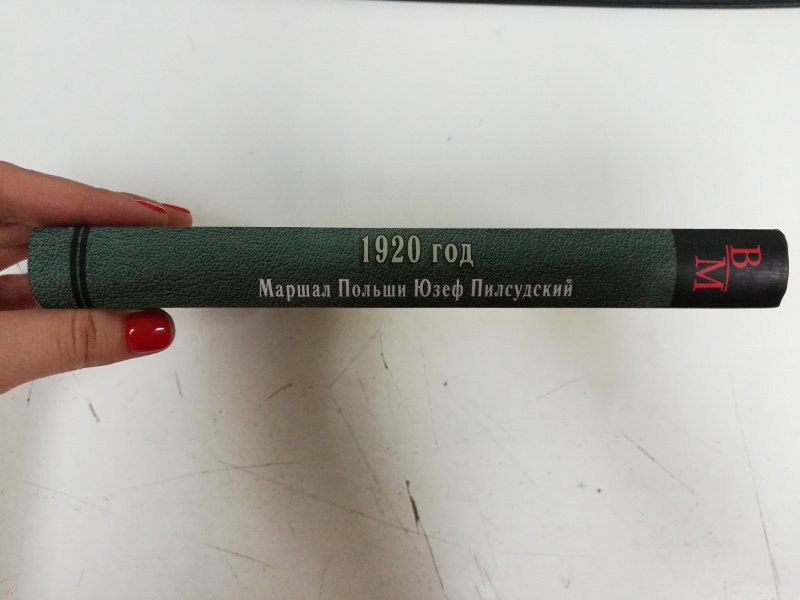 1920 год
Маршал Польши Юзеф Пилсудский
В
М